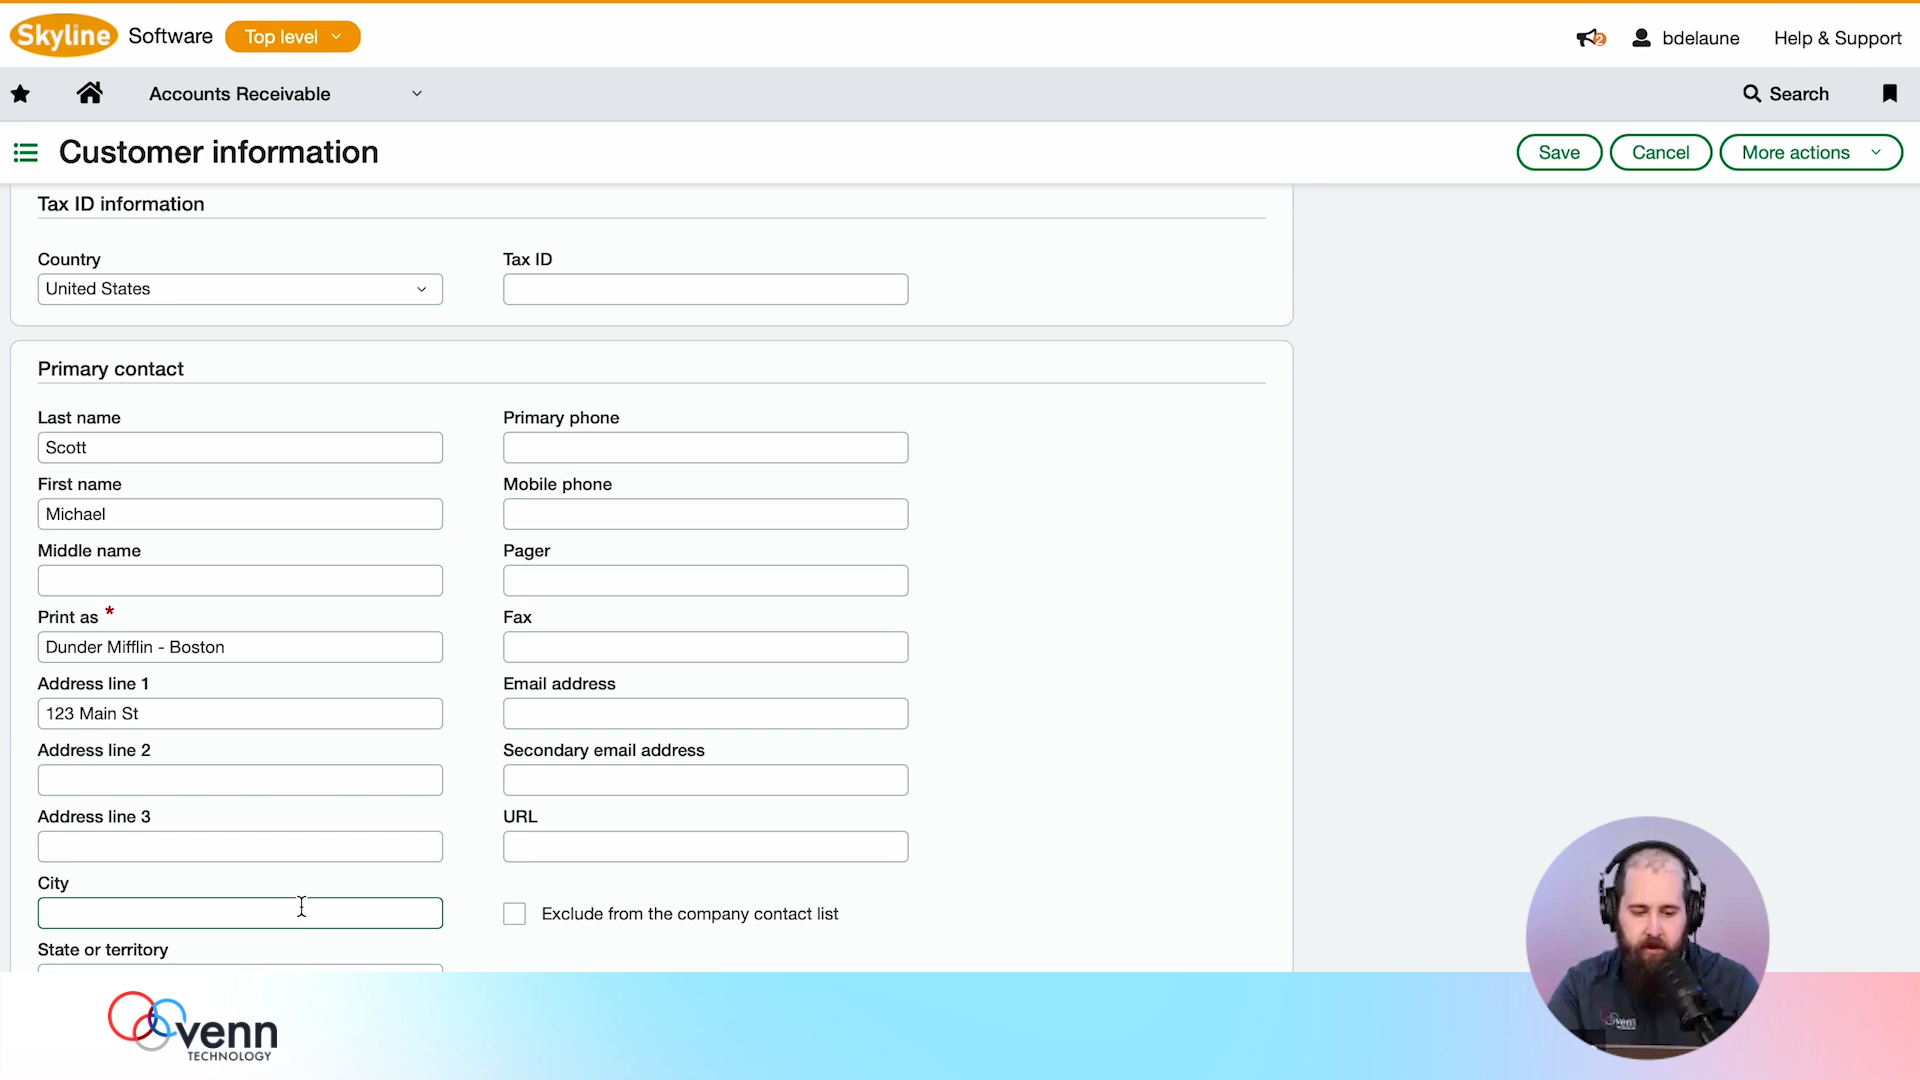 Skyline Software Top level 2 bdelaune Help & Support
Accounts Receivable Search
Customer information Save Cancel More actions
Tax ID information
Country Tax ID
United States
Primary contact
Last name Primary phone
Scott
First name Mobile phone
Michael
Middle name Pager
Print as * Fax
Dunder Mifflin - Boston
Address line 1 Email address
123 Main St
Address line 2 Secondary email address
Address line 3 URL
City
Exclude from the company contact list
State or territory
venn
TECHNOLOGY
venn